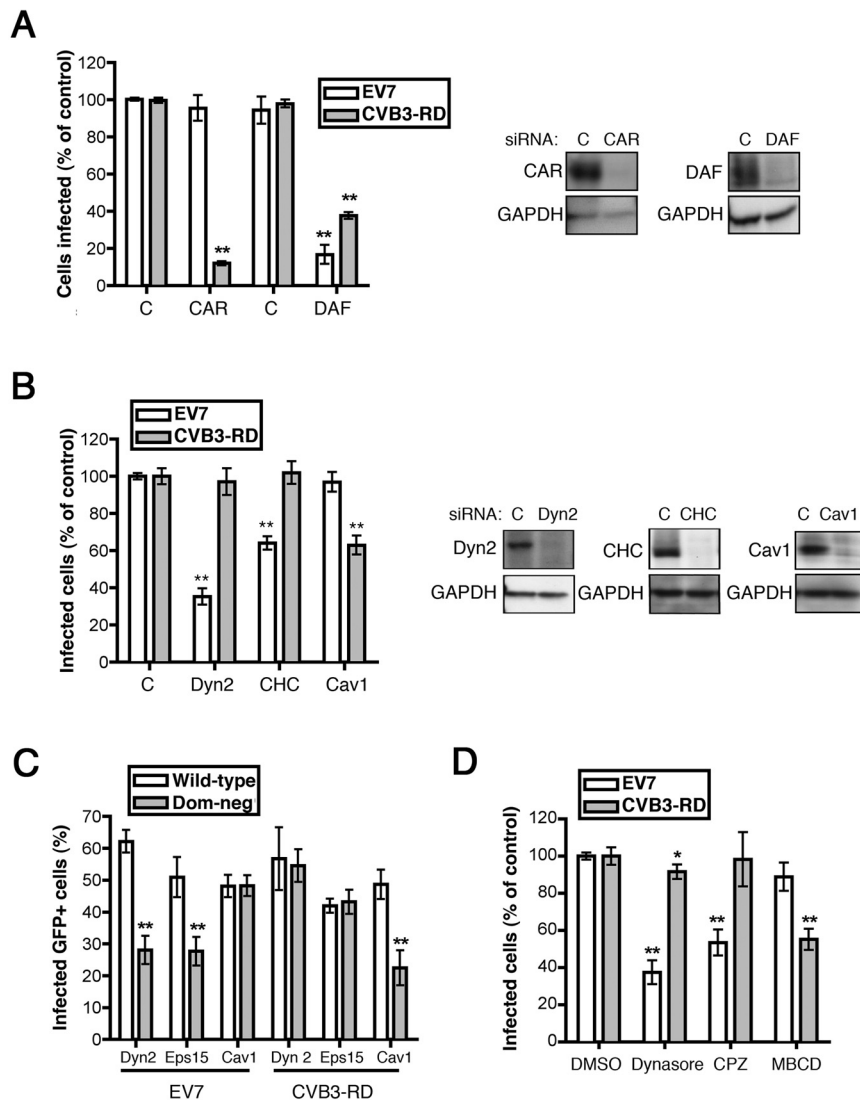 A
Cells infected (% of control)
120
100
80
60
40
20
0
EV7
CVB3-RD
**
**
**
C CAR C DAF
siRNA: C CAR
CAR
GAPDH
C DAF
DAF
GAPDH
B
Infected cells (% of control)
EV7
CVB3-RD
120
100
80
60
40
20
0
**
**
**
C Dyn2 CHC Cav1
siRNA: C Dyn2
Dyn2
GAPDH
C CHC
CHC
GAPDH
C Cav1
Cav1
GAPDH
C
Infected GFP+ cells (%)
Wild-type
Dom-neg
70
60
50
40
30
20
10
0
**
**
**
Dyn2 Eps15 Cav1 Dyn 2 Eps15 Cav1
EV7 CVB3-RD
D
Infected cells (% of control)
EV7
CVB3-RD
120
100
80
60
40
20
0
**
*
**
**
DMSO Dynasore CPZ MBCD